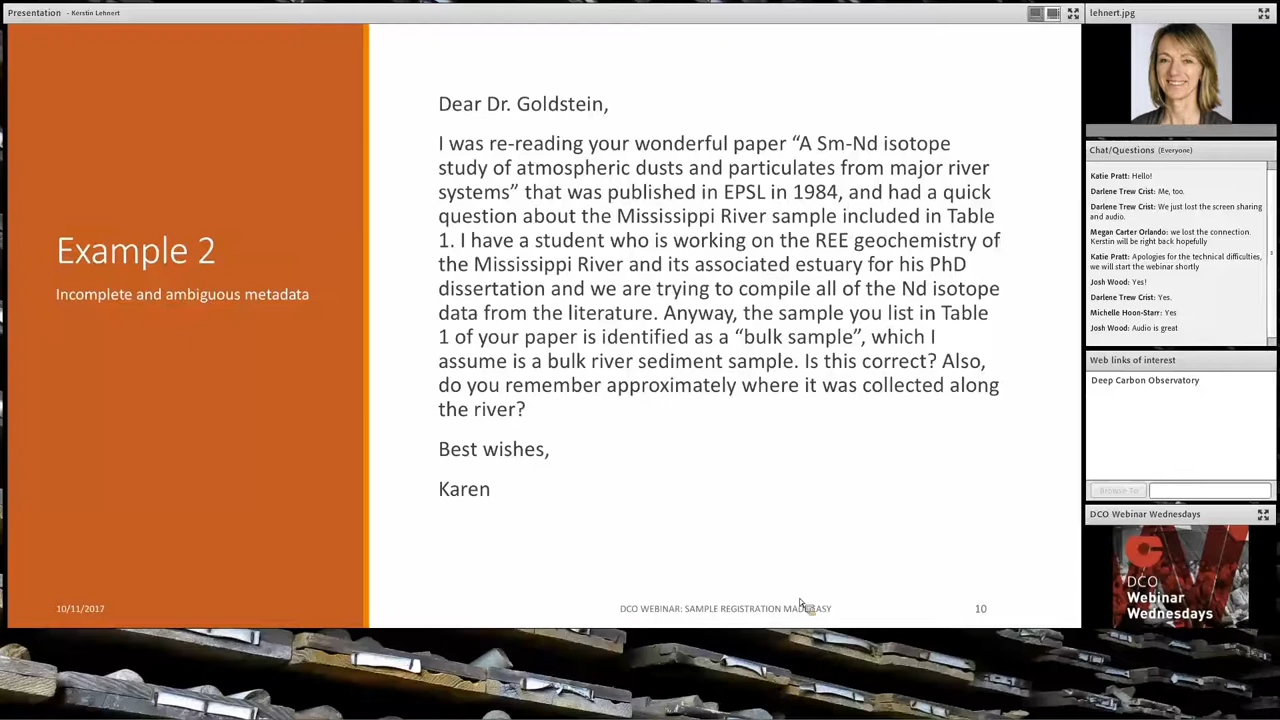 Presentation - Kerstin Lehnert
Example 2
Incomplete and ambiguous metadata
10/11/2017
Dear Dr. Goldstein,
I was re-reading your wonderful paper “A Sm-Nd isotope
study of atmospheric dusts and particulates from major river
systems” that was published in EPSL in 1984, and had a quick
question about the Mississippi River sample included in Table
1. I have a student who is working on the REE geochemistry of
the Mississippi River and its associated estuary for his PhD
dissertation and we are trying to compile all of the Nd isotope
data from the literature. Anyway, the sample you list in Table
1 of your paper is identified as a “bulk sample”, which I
assume is a bulk river sediment sample. Is this correct? Also,
do you remember approximately where it was collected along
the river?
Best wishes,
Karen
DCO WEBINAR: SAMPLE REGISTRATION MADE EASY
10
lehnert.jpg
Chat/Questions (Everyone)
Katie Pratt: Hello!
Darlene Trew Crist: Me, too.
Darlene Trew Crist: We just lost the screen sharing
and audio.
Megan Carter Orlando: we lost the connection.
Kerstin will be right back hopefully
Katie Pratt: Apologies for the technical difficulties,
we will start the webinar shortly
Josh Wood: Yes!
Darlene Trew Crist: Yes.
Michelle Hoon-Starr: Yes
Josh Wood: Audio is great
Web links of interest
Deep Carbon Observatory
Browse To
DCO Webinar Wednesdays
DCO
Webinar
Wednesdays